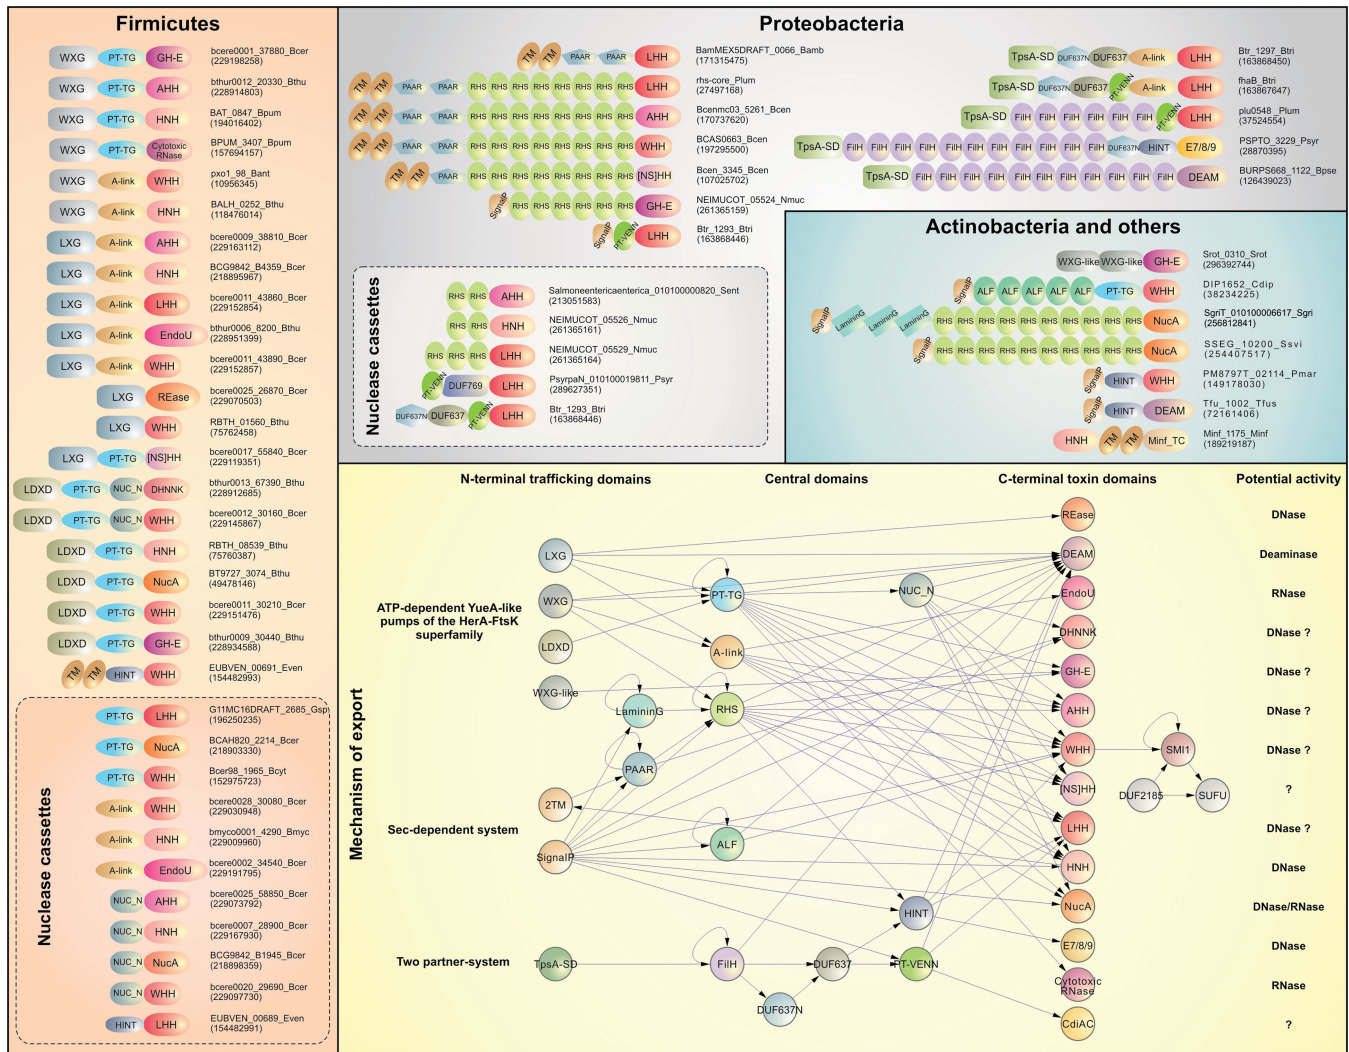 Firmicutes
WXG PT-TG GH-E bcere0001_37880_Bcer
(229198258)
WXG PT-TG AHH bthur0012_20330_Bthu
(228914803)
WXG PT-TG HNH BAT_0847_Bpum
(194016402)
WXG PT-TG Cytotoxic RNase BPUM_3407_Bpum
(157694157)
WXG A-link WHH pxo1_98_Bant
(10956345)
WXG A-link HNH BALH_0252_Bthu
(118476014)
LXG A-link AHH bcere0009_38810_Bcer
(229163112)
LXG A-link HNH BCG9842_B4359_Bcer
(218895967)
LXG A-link LHH bcere0011_43860_Bcer
(229152854)
LXG A-link EndoU bthur0006_8200_Bthu
(228951399)
LXG A-link WHH bcere0011_43890_Bcer
(229152857)
LXG REase bcere0025_26870_Bcer
(229070503)
LXG WHH RBTH_01560_Bthu
(75762458)
LXG PT-TG [NS]HH bcere0017_55840_Bcer
(229119351)
LDXD PT-TG NUC_N DHNNK bthur0013_67390_Bthu
(228912685)
LDXD PT-TG NUC_N WHH bcere0012_30160_Bcer
(229145867)
LDXD PT-TG HNH RBTH_08539_Bthu
(75760387)
LDXD PT-TG NucA BT9727_3074_Bthu
(49478146)
LDXD PT-TG WHH bcere0011_30210_Bcer
(229151476)
LDXD PT-TG GH-E bthur0009_30440_Bthu
(228934588)
TM TM HINT WHH EUBVEN_00691_Even
(154482993)
Nuclease cassettes
PT-TG LHH G11MC16DRAFT_2685_Gsp
(196250235)
PT-TG NucA BCAH820_2214_Bcer
(218903330)
PT-TG WHH Bcer98_1965_Bcyt
(152975723)
A-link WHH bcere0028_30080_Bcer
(229030948)
A-link HNH bmyco0001_4290_Bmyc
(229009960)
A-link EndoU bcere0002_34540_Bcer
(229191795)
NUC_N AHH bcere0025_58850_Bcer
(229073792)
NUC_N HNH bcere0007_28900_Bcer
(229167930)
NUC_N NucA BCG9842_B1945_Bcer
(218898359)
NUC_N WHH bcere0020_29690_Bcer
(229097730)
HINT LHH EUBVEN_00689_Even
(154482991)
Proteobacteria
TM TM PAAR PAAR LHH BamMEX5DRAFT_0066_Bamb
(171315475)
TM TM PAAR PAAR RHS RHS RHS RHS RHS RHS RHS RHS RHS LHH rhs-core_Plum
(27497168)
TM TM PAAR PAAR RHS RHS RHS RHS RHS RHS RHS RHS RHS AHH Bcenmc03_5261_Bcen
(170737620)
TM TM PAAR PAAR RHS RHS RHS RHS RHS RHS RHS RHS RHS WHH BCAS0663_Bcen
(197295500)
TM TM PAAR RHS RHS RHS RHS RHS RHS RHS RHS RHS [NS]HH Bcen_3345_Bcen
(107025702)
SignalP RHS RHS RHS RHS RHS RHS GH-E NEIMUCOT_05524_Nmuc
(261365159)
SignalP PT-VENN LHH Btr_1293_Btri
(163868446)
TpsA-SD DUF637N DUF637 A-link LHH Btr_1297_Btri
(163868450)
TpsA-SD DUF637N DUF637 PT-VENN A-link LHH fhaB_Btri
(163867647)
TpsA-SD FilH FilH FilH FilH FilH FilH PT-VENN LHH plu0548_Plum
(37524554)
TpsA-SD FilH FilH FilH FilH FilH FilH FilH FilH FilH FilH FilH DUF637N HINT E7/8/9 PSPTO_3229_Psyr
(28870395)
TpsA-SD FilH FilH FilH FilH FilH FilH FilH FilH FilH FilH FilH DEAM BURPS668_1122_Bpse
(126439023)
Nuclease cassettes
RHS RHS AHH Salmoneentericaenterica_010100000820_Sent
(213051583)
RHS RHS HNH NEIMUCOT_05526_Nmuc
(261365161)
RHS RHS RHS LHH NEIMUCOT_05529_Nmuc
(261365164)
PT-VENN DUF769 LHH PsyrpaN_010100019811_Psyr
(289627351)
DUF637N DUF637 PT-VENN LHH Btr_1293_Btri
(163868446)
Actinobacteria and others
WXG-like WXG-like GH-E Srot_0310_Srot
(296392744)
SignalP ALF ALF ALF ALF ALF PT-TG WHH DIP1652_Cdip
(38234225)
SignalP LamininG LamininG LamininG RHS RHS RHS RHS RHS RHS RHS RHS RHS NucA SgriT_010100006617_Sgri
(256812841)
SignalP RHS RHS RHS RHS RHS RHS RHS RHS RHS NucA SSEG_10200_Ssvi
(254407517)
SignalP HINT WHH PM8797T_02114_Pmar
(149178030)
SignalP HINT DEAM Tfu_1002_Tfus
(72161406)
HNH TM TM Minf_TC Minf_1175_Minf
(189219187)
Mechanism of export
N-terminal trafficking domains Central domains C-terminal toxin domains Potential activity
ATP-dependent YueA-like
pumps of the HerA-FtsK
superfamily
Sec-dependent system
Two partner-system
LXG
WXG
LDXD
WXG-like
2TM
SignalP
TpsA-SD
LamininG
PAAR
PT-TG
A-link
RHS
ALF
FilH
DUF637N
DUF637
NUC_N
HINT
PT-VENN
REase DNase
DEAM Deaminase
EndoU RNase
DHNNK DNase ?
GH-E DNase ?
AHH DNase ?
WHH SMI1 DNase ?
[NS]HH DUF2185 SUFU ?
LHH DNase ?
HNH DNase
NucA DNase/RNase
E7/8/9 DNase
Cytotoxic RNase RNase
CdiAC ?